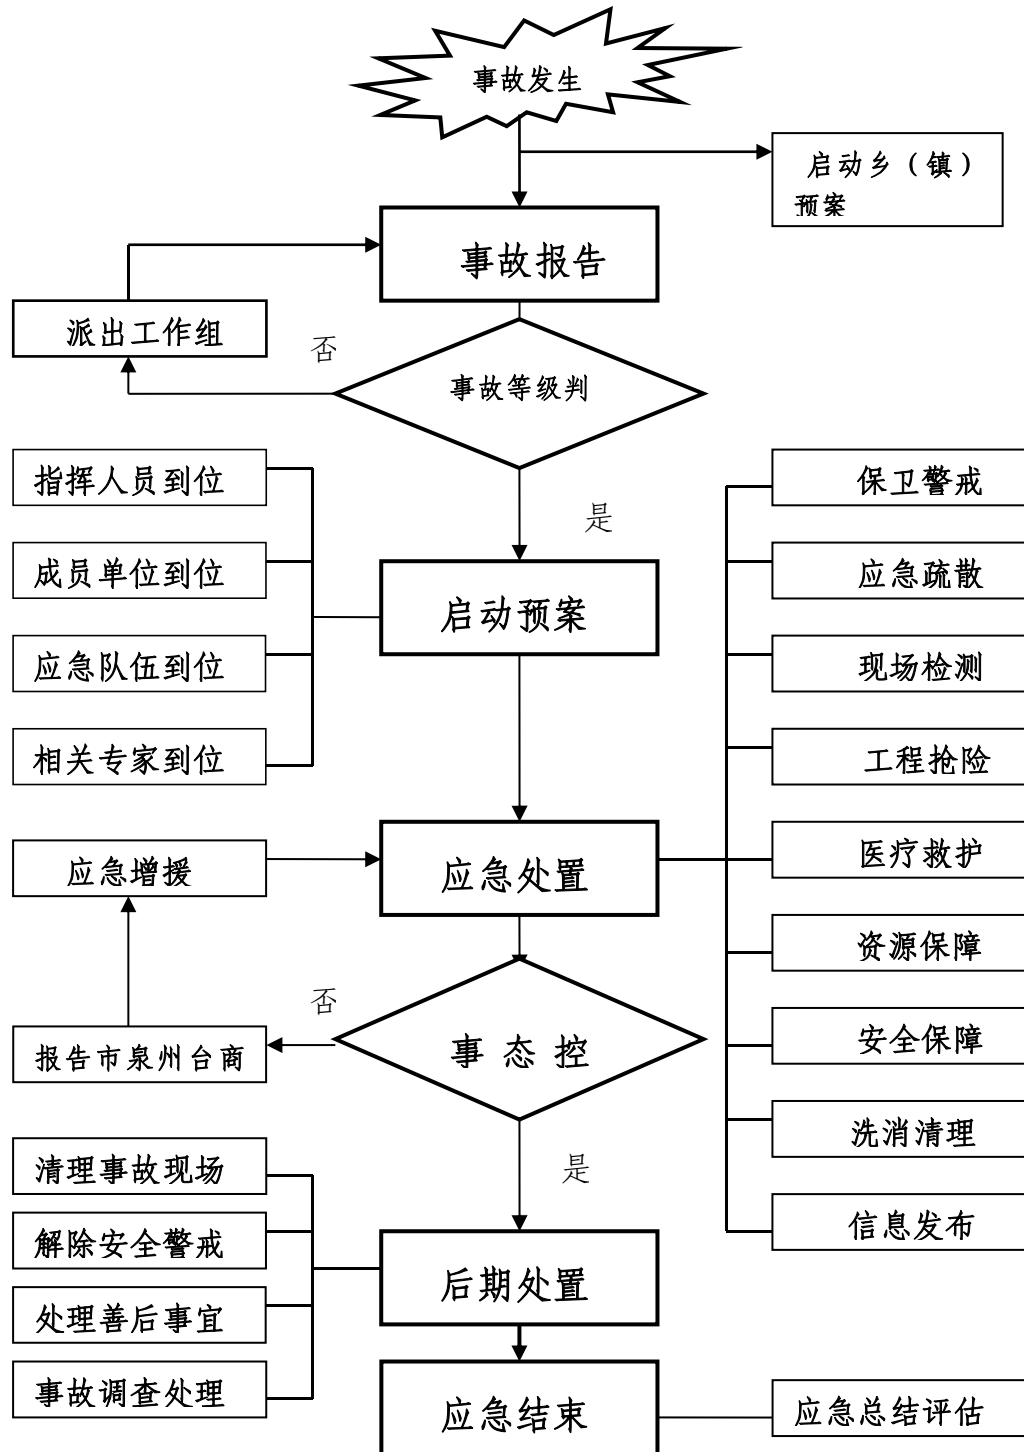 事故发生
启动乡（镇）
预案
事故报告
派出工作组
否
事故等级判
指挥人员到位
保卫警戒
是
成员单位到位
应急疏散
启动预案
应急队伍到位
现场检测
相关专家到位
工程抢险
应急增援
应急处置
医疗救护
资源保障
否
报告市泉州台商
事态控
安全保障
洗消清理
清理事故现场
是
解除安全警戒
信息发布
后期处置
处理善后事宜
事故调查处理
应急结束
应急总结评估